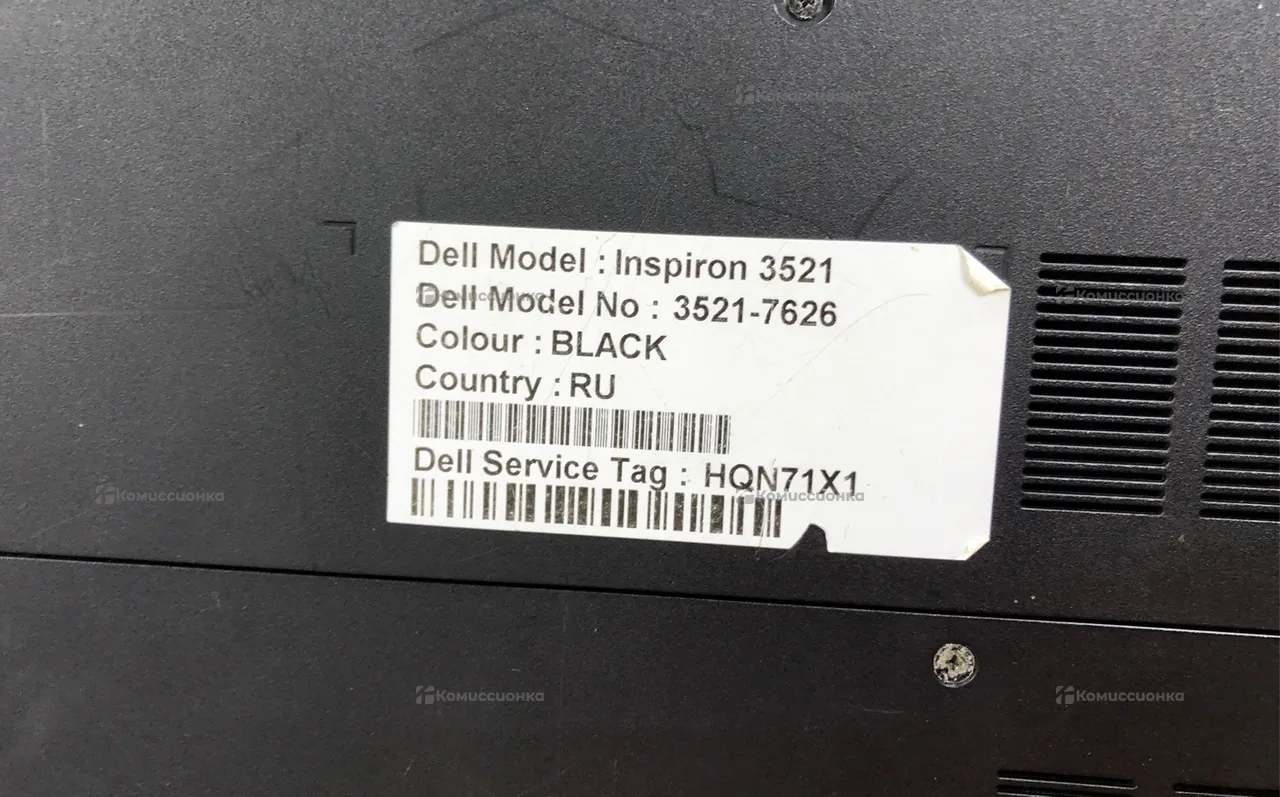 Комиссионка
Dell Model : Inspiron 3521
Dell Model No : 3521-7626
Комиссионка
Комиссионка
Colour : BLACK
Country : RU
Dell Service Tag : HQN71X1
Комиссионка
Комиссионка
Комиссионка
Комиссионка